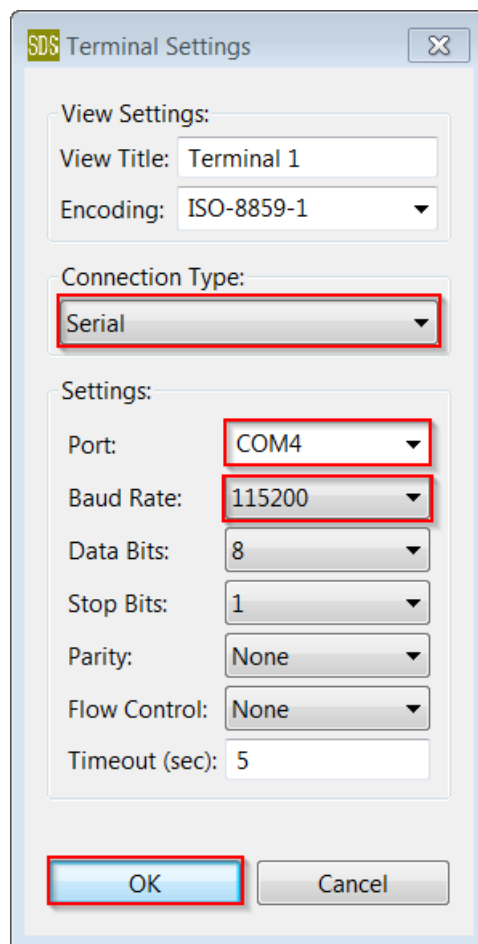 SDS Terminal Settings
View Settings:
View Title: Terminal 1
Encoding: ISO-8859-1
Connection Type:
Serial
Settings:
Port: COM4
Baud Rate: 115200
Data Bits: 8
Stop Bits: 1
Parity: None
Flow Control: None
Timeout (sec): 5
OK Cancel